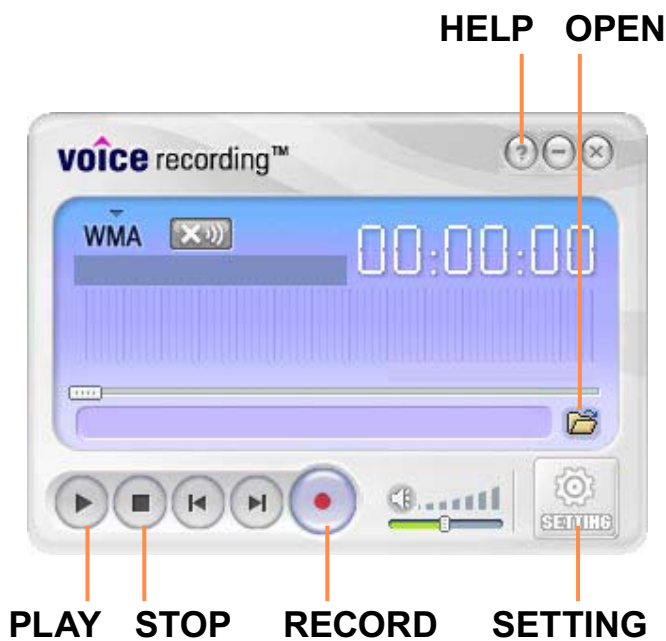 HELP OPEN
voice recording™
?
WMA
00:00:00
SETTING
PLAY STOP RECORD SETTING